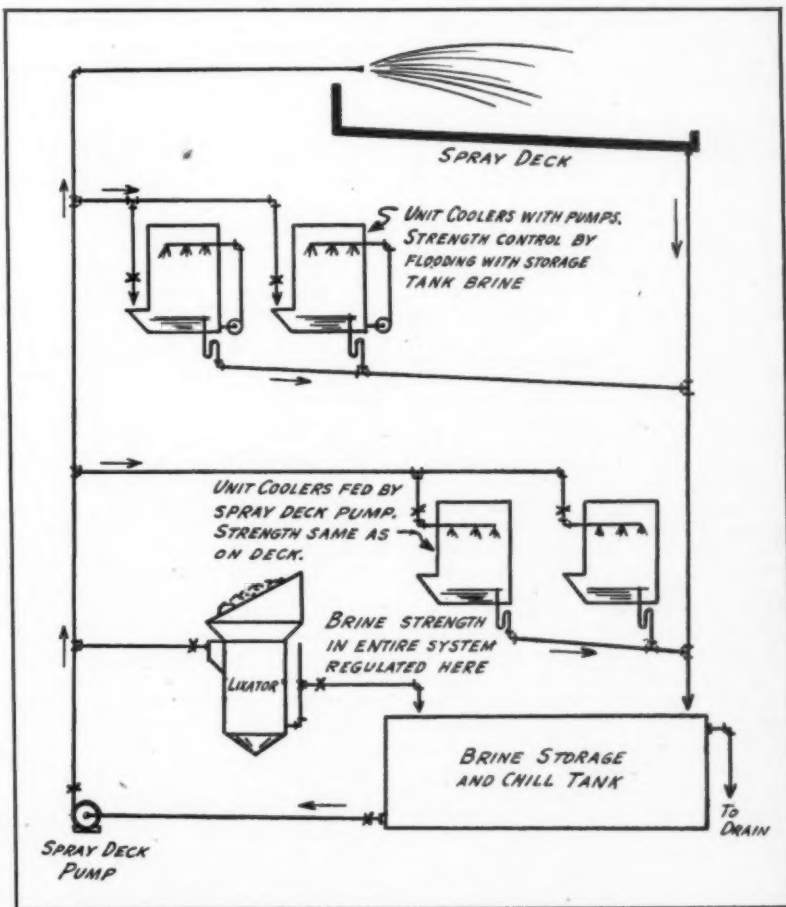 SPRAY DECK
UNIT COOLERS WITH PUMPS.
STRENGTH CONTROL BY
FLOODING WITH STORAGE
TANK BRINE
UNIT COOLERS FED BY
SPRAY DECK PUMP.
STRENGTH SAME AS
ON DECK.
BRINE STRENGTH
IN ENTIRE SYSTEM
REGULATED HERE
LIXATOR
BRINE STORAGE
AND CHILL TANK
TO
DRAIN
SPRAY DECK
PUMP